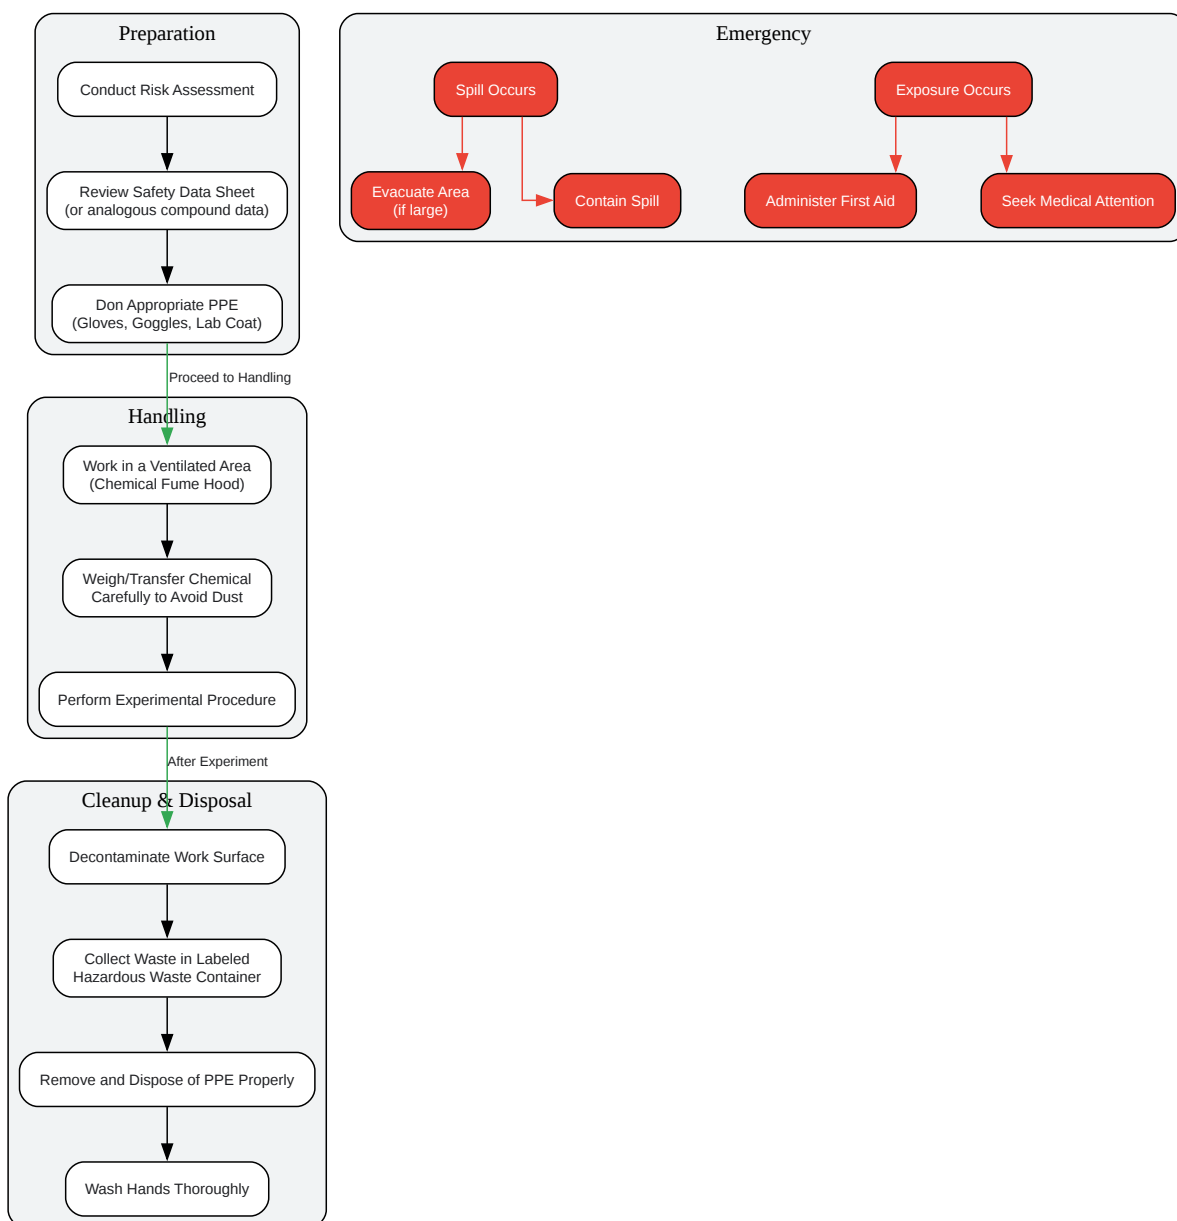 Preparation
Conduct Risk Assessment
Review Safety Data Sheet
(or analogous compound data)
Don Appropriate PPE
(Gloves, Goggles, Lab Coat)
Proceed to Handling
Handling
Work in a Ventilated Area
(Chemical Fume Hood)
Weigh/Transfer Chemical
Carefully to Avoid Dust
Perform Experimental Procedure
After Experiment
Cleanup & Disposal
Decontaminate Work Surface
Collect Waste in Labeled
Hazardous Waste Container
Remove and Dispose of PPE Properly
Wash Hands Thoroughly
Emergency
Spill Occurs
Evacuate Area
(if large)
Contain Spill
Exposure Occurs
Administer First Aid
Seek Medical Attention